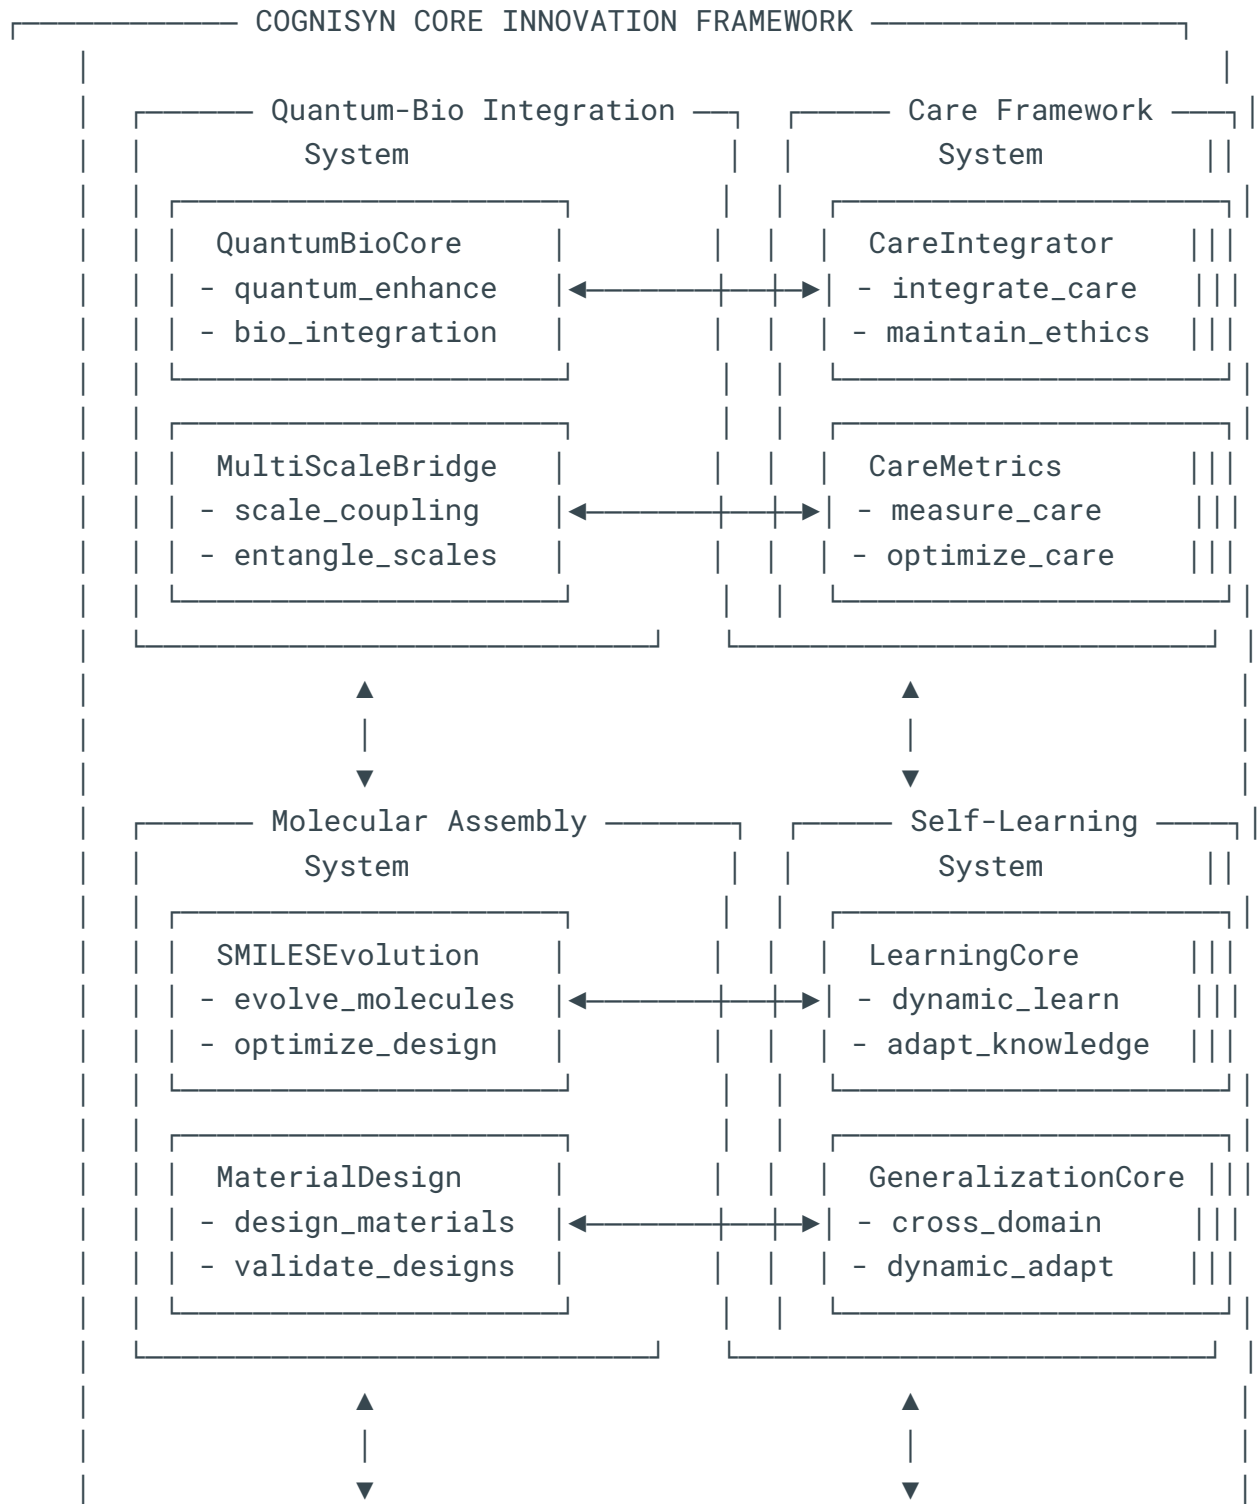 COGNISYN CORE INNOVATION FRAMEWORK
Quantum-Bio Integration Care Framework
System System
QuantumBioCore CareIntegrator
- quantum_enhance - integrate_care
- bio_integration - maintain_ethics
MultiScaleBridge CareMetrics
- scale_coupling - measure_care
- entangle_scales - optimize_care
Molecular Assembly Self-Learning
System System
SMILESEvolution LearningCore
- evolve_molecules - dynamic_learn
- optimize_design - adapt_knowledge
MaterialDesign GeneralizationCore
- design_materials - cross_domain
- validate_designs - dynamic_adapt